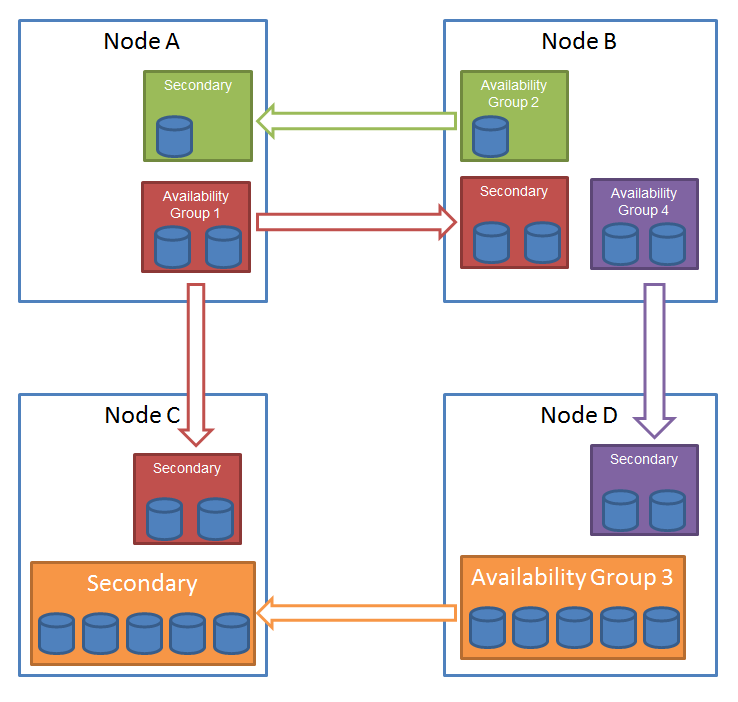 Node A
Secondary
Availability
Group 1
Node B
Availability
Group 2
Secondary
Availability
Group 4
Node C
Secondary
Secondary
Node D
Secondary
Availability Group 3